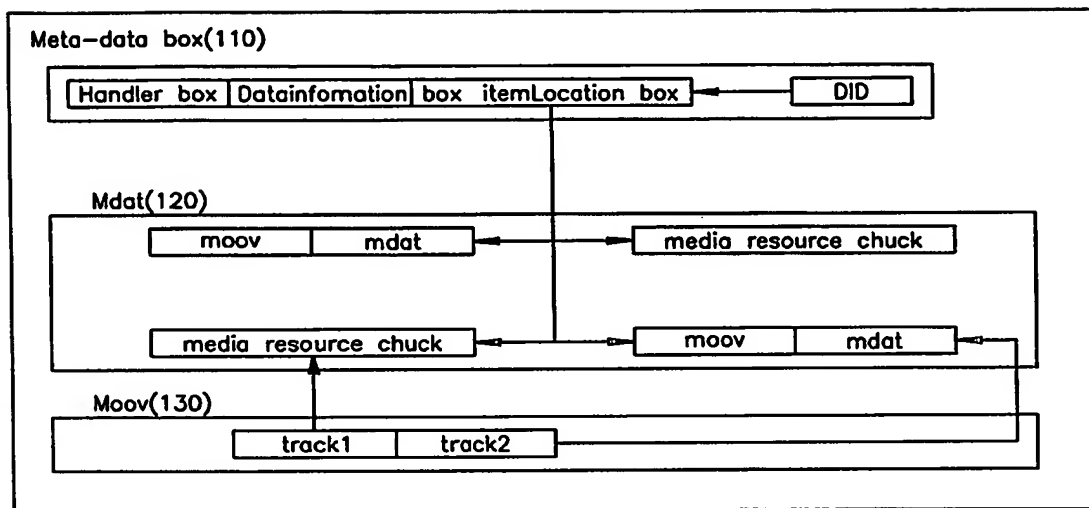 Meta-data box(110)
Handler box Datainfomation box itemLocation box DID
Mdat(120)
moov mdat media resource chuck
media resource chuck moov mdat
Moov(130)
track1 track2